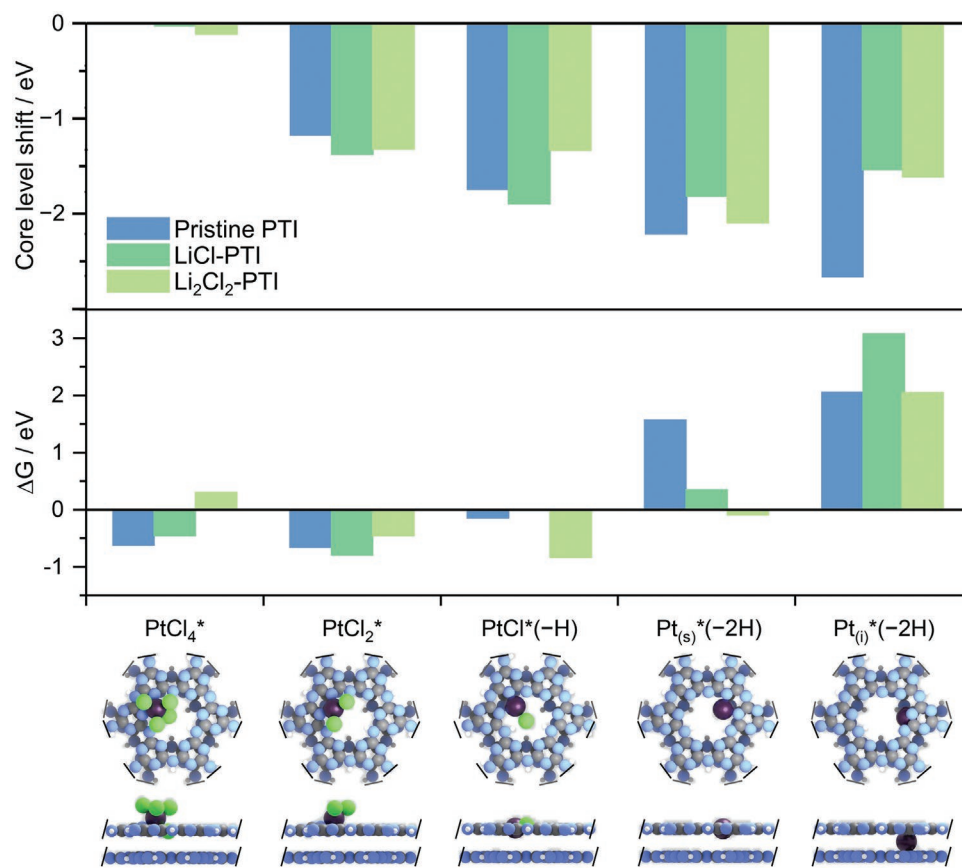 0
−1
−2
Core level shift / eV
Pristine PTI
LiCl-PTI
Li₂Cl₂-PTI
3
2
1
0
-1
ΔG / eV
PtCl₄* PtCl₂* PtCl*(−H) Pt₍ₛ₎*(−2H) Pt₍ᵢ₎*(−2H)